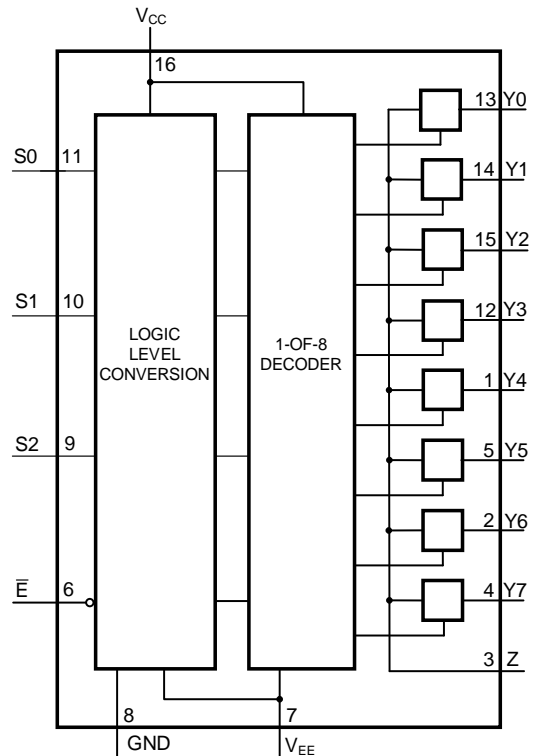 VCC
16
13 Y0
S0 11
14 Y1
15 Y2
S1 10
12 Y3
LOGIC
LEVEL
CONVERSION
1-OF-8
DECODER
1 Y4
S2 9
5 Y5
2 Y6
E̅ 6
4 Y7
3 Z
8
GND
7
VEE